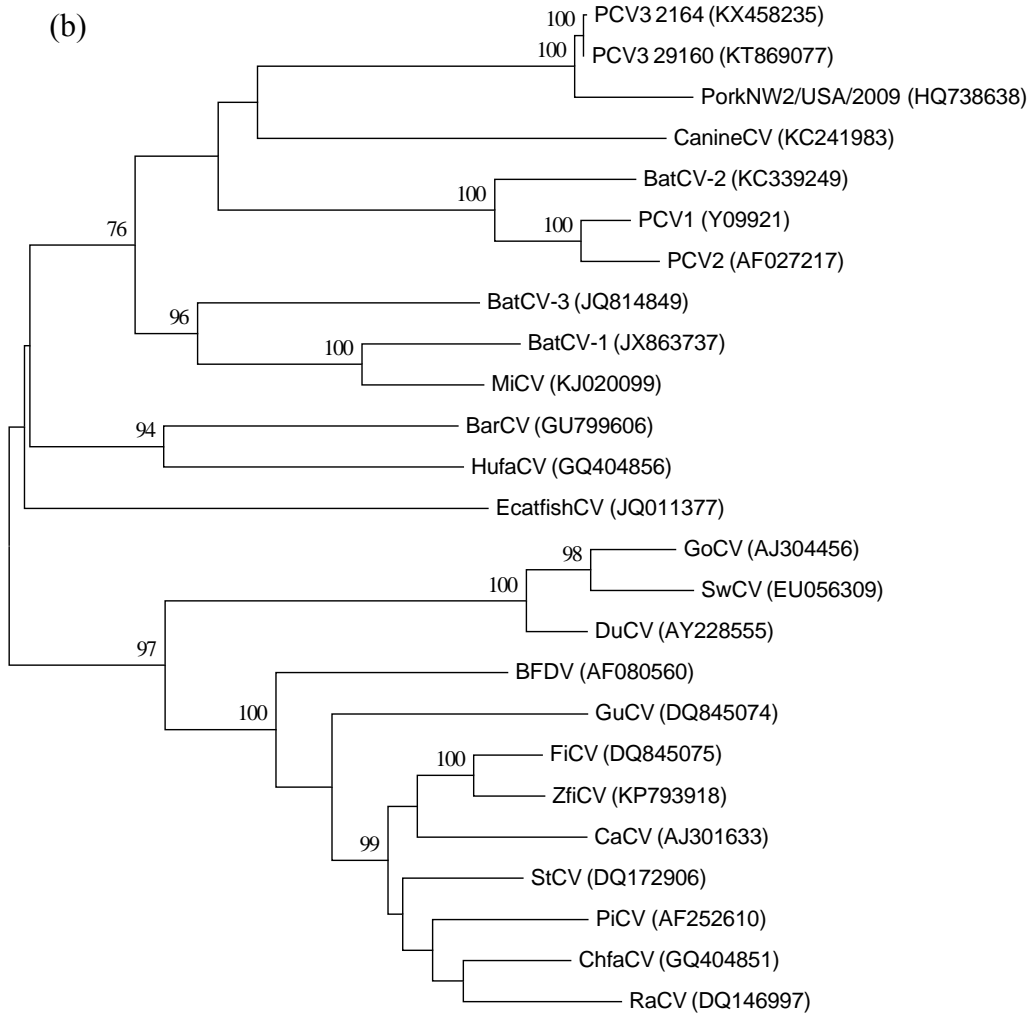 (b)
100
PCV3 2164 (KX458235)
100
PCV3 29160 (KT869077)
PorkNW2/USA/2009 (HQ738638)
CanineCV (KC241983)
100
BatCV-2 (KC339249)
100
PCV1 (Y09921)
76
PCV2 (AF027217)
96
BatCV-3 (JQ814849)
100
BatCV-1 (JX863737)
MiCV (KJ020099)
94
BarCV (GU799606)
HufaCV (GQ404856)
EcatfishCV (JQ011377)
98
GoCV (AJ304456)
100
SwCV (EU056309)
DuCV (AY228555)
97
BFDV (AF080560)
100
GuCV (DQ845074)
100
FiCV (DQ845075)
ZfiCV (KP793918)
99
CaCV (AJ301633)
StCV (DQ172906)
PiCV (AF252610)
ChfaCV (GQ404851)
RaCV (DQ146997)